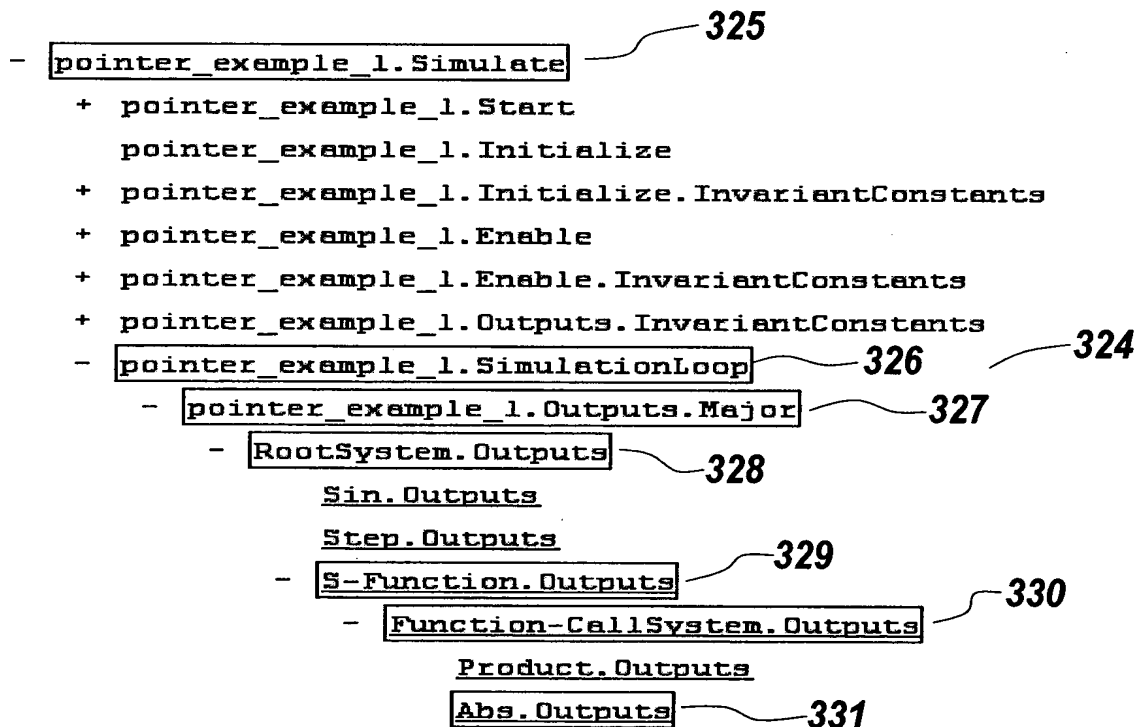 325
- pointer_example_1.Simulate
+ pointer_example_1.Start
pointer_example_1.Initialize
+ pointer_example_1.Initialize.InvariantConstants
+ pointer_example_1.Enable
+ pointer_example_1.Enable.InvariantConstants
+ pointer_example_1.Outputs.InvariantConstants
324
- pointer_example_1.SimulationLoop 326
- pointer_example_1.Outputs.Major 327
- RootSystem.Outputs 328
Sin.Outputs
Step.Outputs
- S-Function.Outputs 329
- Function-CallSystem.Outputs 330
Product.Outputs
Abs.Outputs 331